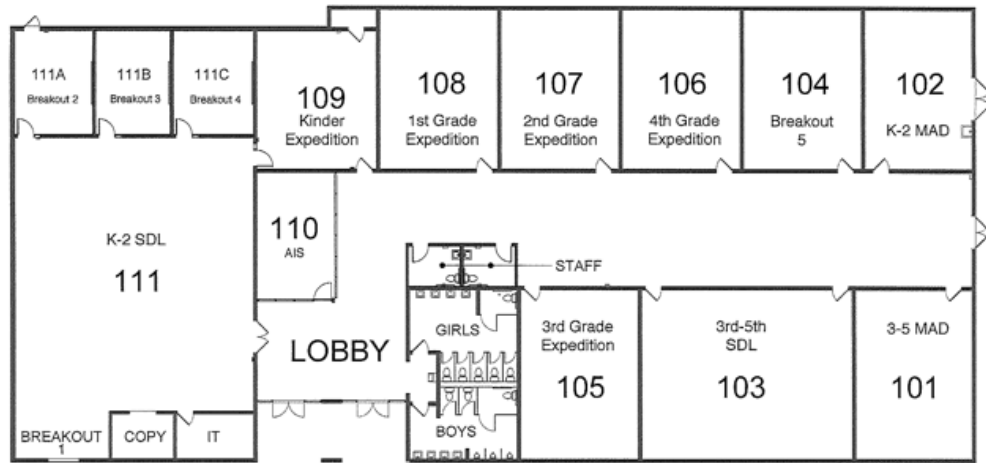 111A
Breakout 2
111B
Breakout 3
111C
Breakout 4
109
Kinder
Expedition
108
1st Grade
Expedition
107
2nd Grade
Expedition
106
4th Grade
Expedition
104
Breakout
5
102
K-2 MAD
K-2 SDL
111
110
AIS
STAFF
GIRLS
LOBBY
BOYS
3rd Grade
Expedition
105
3rd-5th
SDL
103
3-5 MAD
101
BREAKOUT
1
COPY
IT